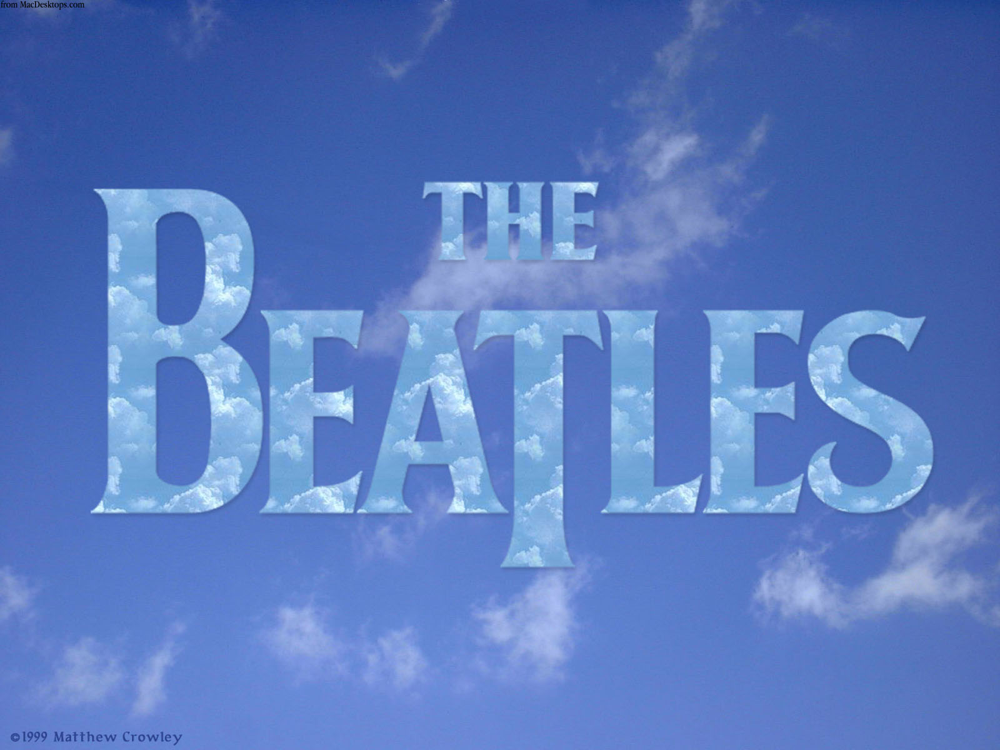 from MacDesktops.com
THE
BEATLES
©1999 Matthew Crowley